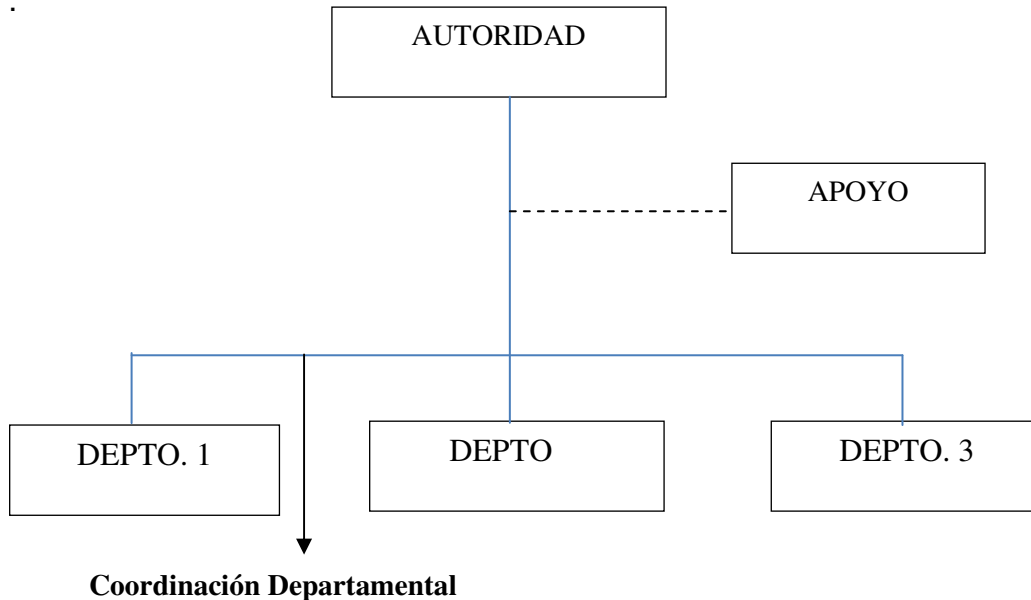 .
AUTORIDAD
APOYO
DEPTO. 1
DEPTO
DEPTO. 3
Coordinación Departamental